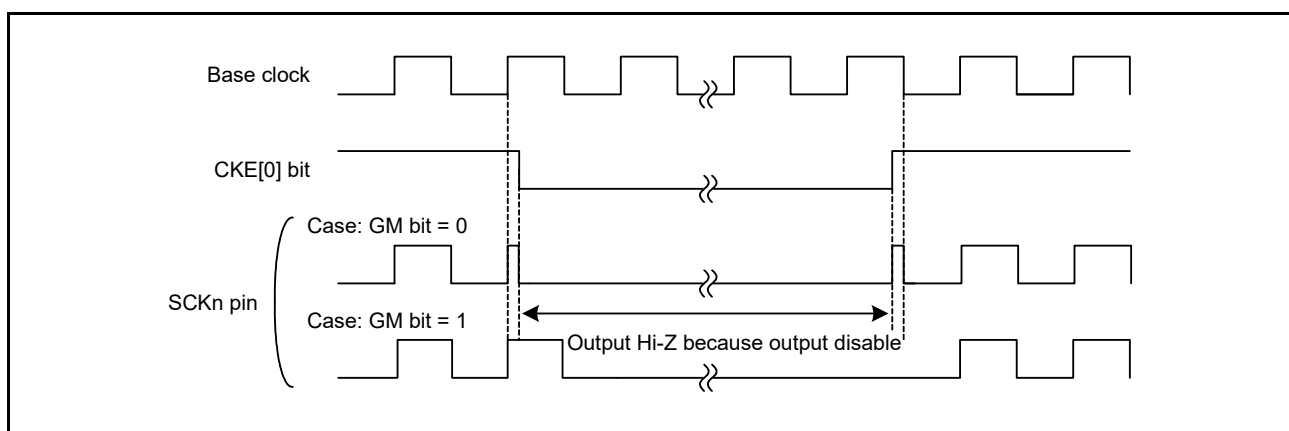 Base clock
CKE[0] bit
Case: GM bit = 0
SCKn pin
Case: GM bit = 1
Output Hi-Z because output disable